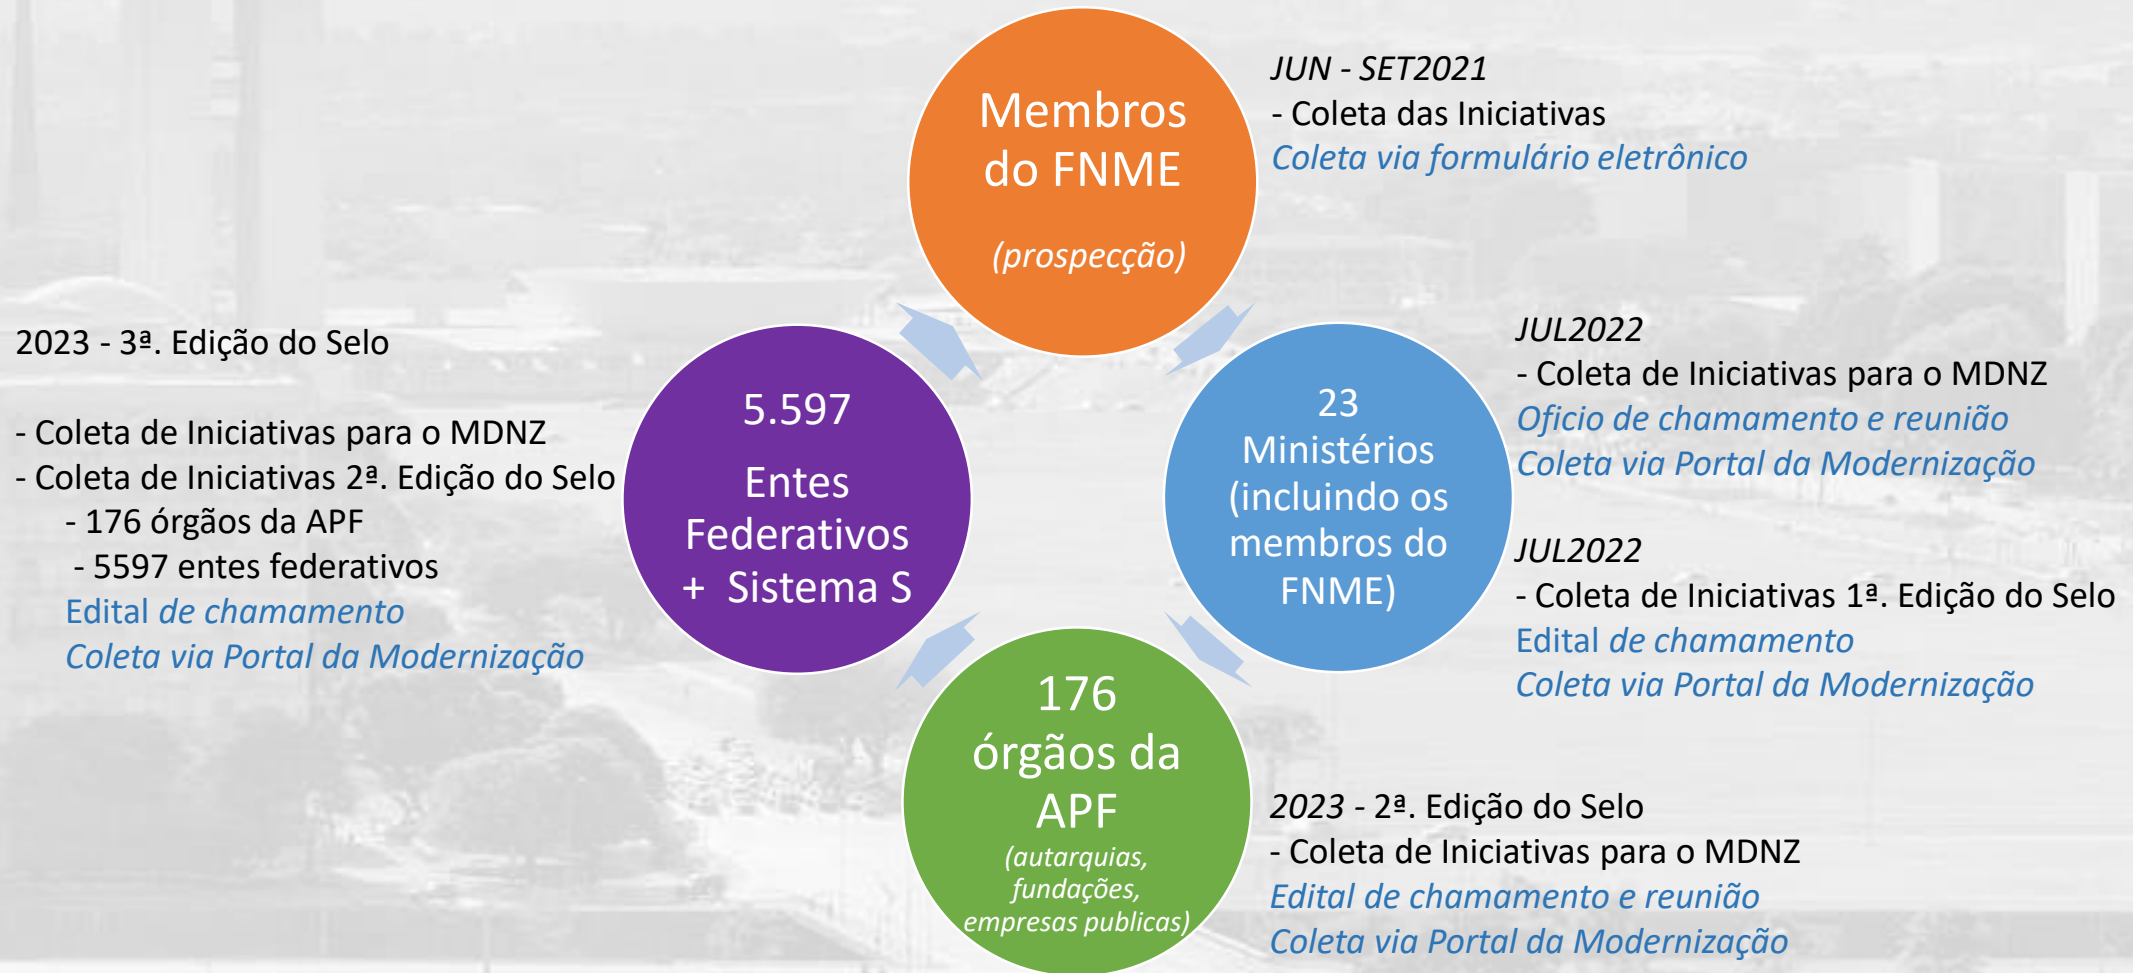 Membros
do FNME
(prospecção)
JUN - SET2021
- Coleta das Iniciativas
Coleta via formulário eletrônico
23
Ministérios
(incluindo os
membros do
FNME)
JUL2022
- Coleta de Iniciativas para o MDNZ
Oficio de chamamento e reunião
Coleta via Portal da Modernização
JUL2022
- Coleta de Iniciativas 1ª. Edição do Selo
Edital de chamamento
Coleta via Portal da Modernização
176
órgãos da
APF
(autarquias,
fundações,
empresas publicas)
2023 - 2ª. Edição do Selo
- Coleta de Iniciativas para o MDNZ
Edital de chamamento e reunião
Coleta via Portal da Modernização
5.597
Entes
Federativos
+ Sistema S
2023 - 3ª. Edição do Selo
- Coleta de Iniciativas para o MDNZ
- Coleta de Iniciativas 2ª. Edição do Selo
- 176 órgãos da APF
- 5597 entes federativos
Edital de chamamento
Coleta via Portal da Modernização